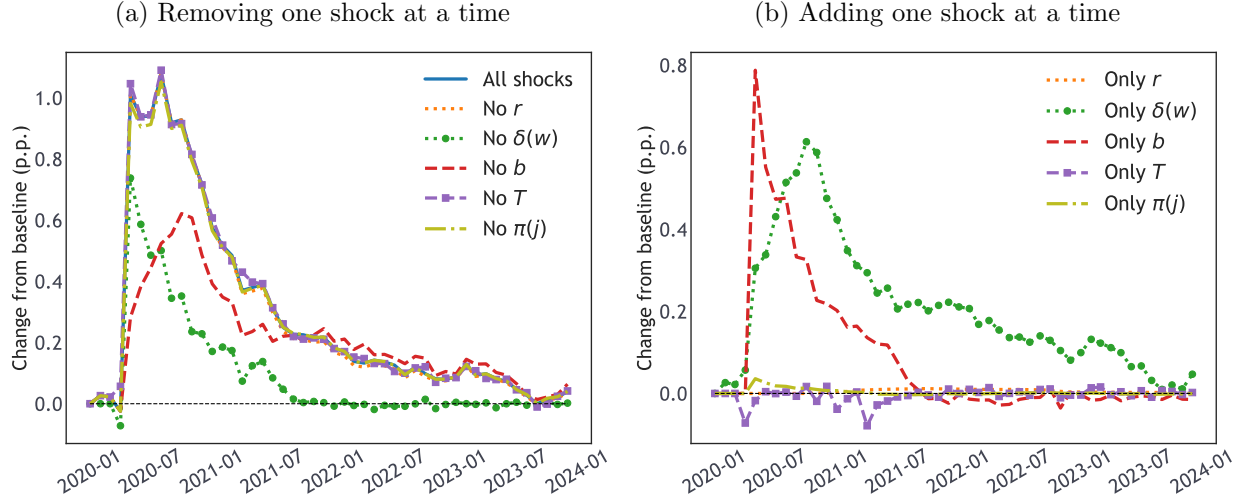 (a) Removing one shock at a time
Change from baseline (p.p.)
1.0
0.8
0.6
0.4
0.2
0.0
All shocks
No r
No δ(w)
No b
No T
No π(j)
2020-01
2020-07
2021-01
2021-07
2022-01
2022-07
2023-01
2023-07
2024-01
(b) Adding one shock at a time
Change from baseline (p.p.)
0.8
0.6
0.4
0.2
0.0
Only r
Only δ(w)
Only b
Only T
Only π(j)
2020-01
2020-07
2021-01
2021-07
2022-01
2022-07
2023-01
2023-07
2024-01